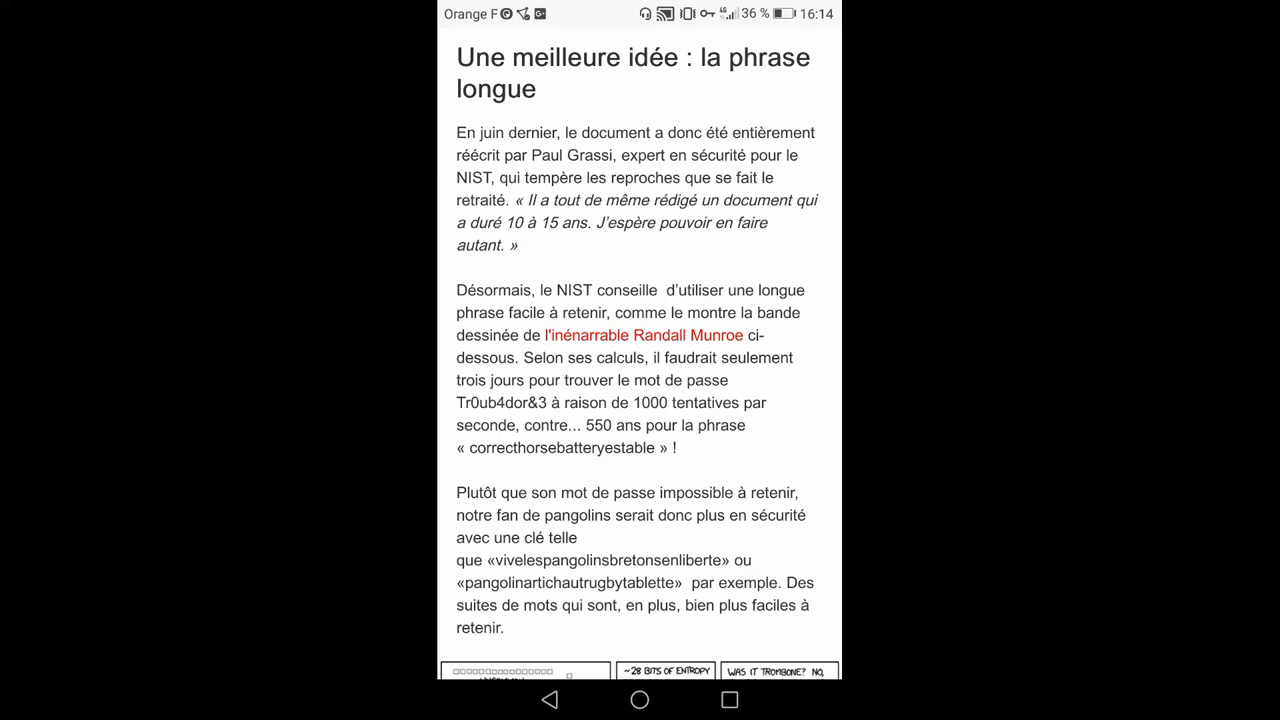 Orange F
4G
36 %
16:14
Une meilleure idée : la phrase
longue
En juin dernier, le document a donc été entièrement
réécrit par Paul Grassi, expert en sécurité pour le
NIST, qui tempère les reproches que se fait le
retraité. « Il a tout de même rédigé un document qui
a duré 10 à 15 ans. J’espère pouvoir en faire
autant. »
Désormais, le NIST conseille  d’utiliser une longue
phrase facile à retenir, comme le montre la bande
dessinée de l'inénarrable Randall Munroe ci-
dessous. Selon ses calculs, il faudrait seulement
trois jours pour trouver le mot de passe
Tr0ub4dor&3 à raison de 1000 tentatives par
seconde, contre... 550 ans pour la phrase
« correcthorsebatteryestable » !
Plutôt que son mot de passe impossible à retenir,
notre fan de pangolins serait donc plus en sécurité
avec une clé telle
que «vivelespangolinsbretonsenliberte» ou
«pangolinartichautrugbytablette»  par exemple. Des
suites de mots qui sont, en plus, bien plus faciles à
retenir.
~28 BITS OF ENTROPY
WAS IT TROMBONE? NO,